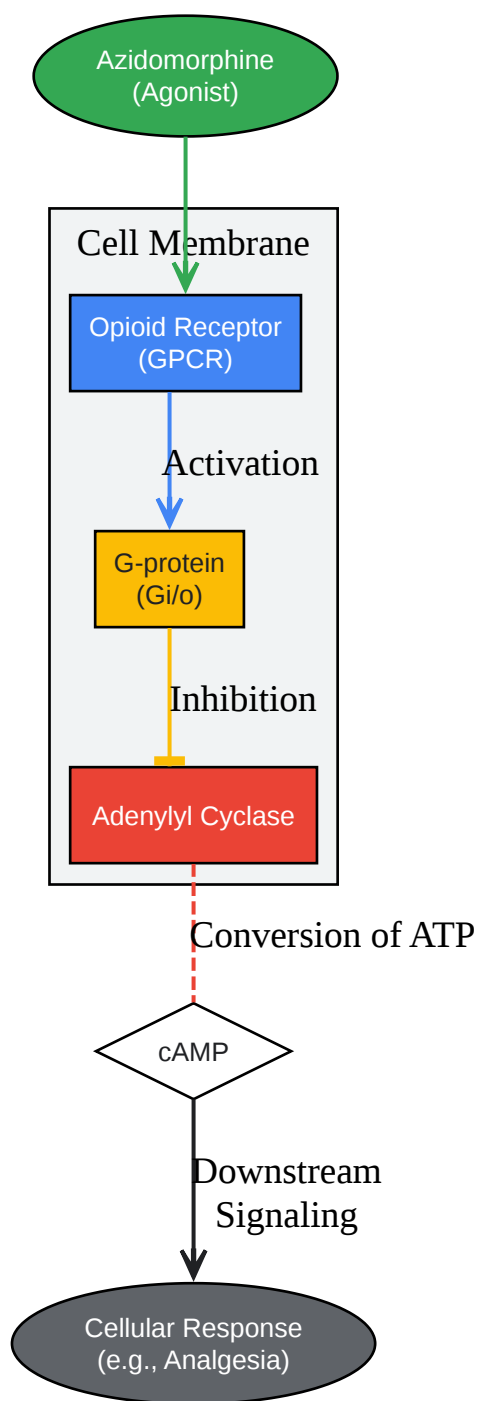 Azidomorphine
(Agonist)
Cell Membrane
Opioid Receptor
(GPCR)
Activation
G-protein
(Gi/o)
Inhibition
Adenylyl Cyclase
Conversion of ATP
cAMP
Downstream
Signaling
Cellular Response
(e.g., Analgesia)